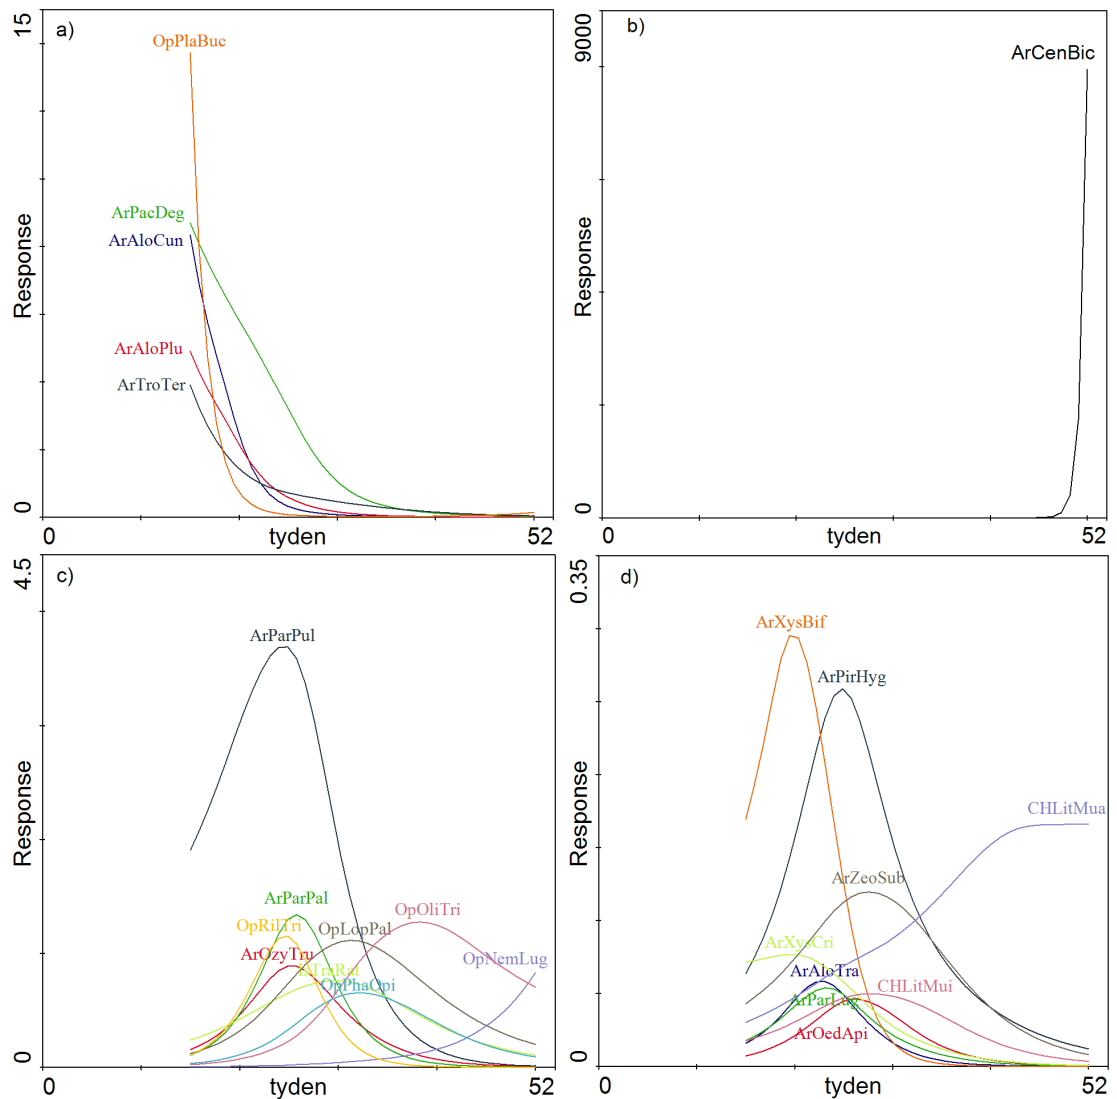 15
a)
OpPlaBuc
ArPacDeg
ArAloCun
ArAloPlu
ArTroTer
Response
0
0
tyden
52
9000
b)
ArCenBic
Response
0
0
tyden
52
4.5
c)
ArParPul
ArParPal
OpRilTri
OpLopPal
OpOliTri
ArOzyTru
OpNemLug
OpPhaOpi
Response
0
0
tyden
52
0.35
d)
ArXysBif
ArPirHyg
CHLitMua
ArZeoSub
ArXysCri
ArAloTra
CHLitMui
ArParLug
ArOedApi
Response
0
0
tyden
52